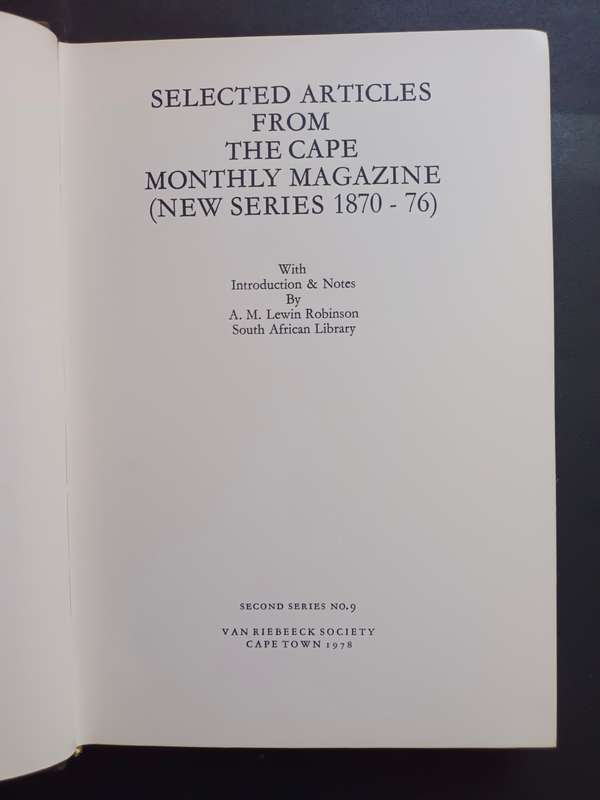 SELECTED ARTICLES
FROM
THE CAPE
MONTHLY MAGAZINE
(NEW SERIES 1870 - 76)
With
Introduction & Notes
By
A. M. Lewin Robinson
South African Library
SECOND SERIES NO. 9
VAN RIEBEECK SOCIETY
CAPE TOWN 1978